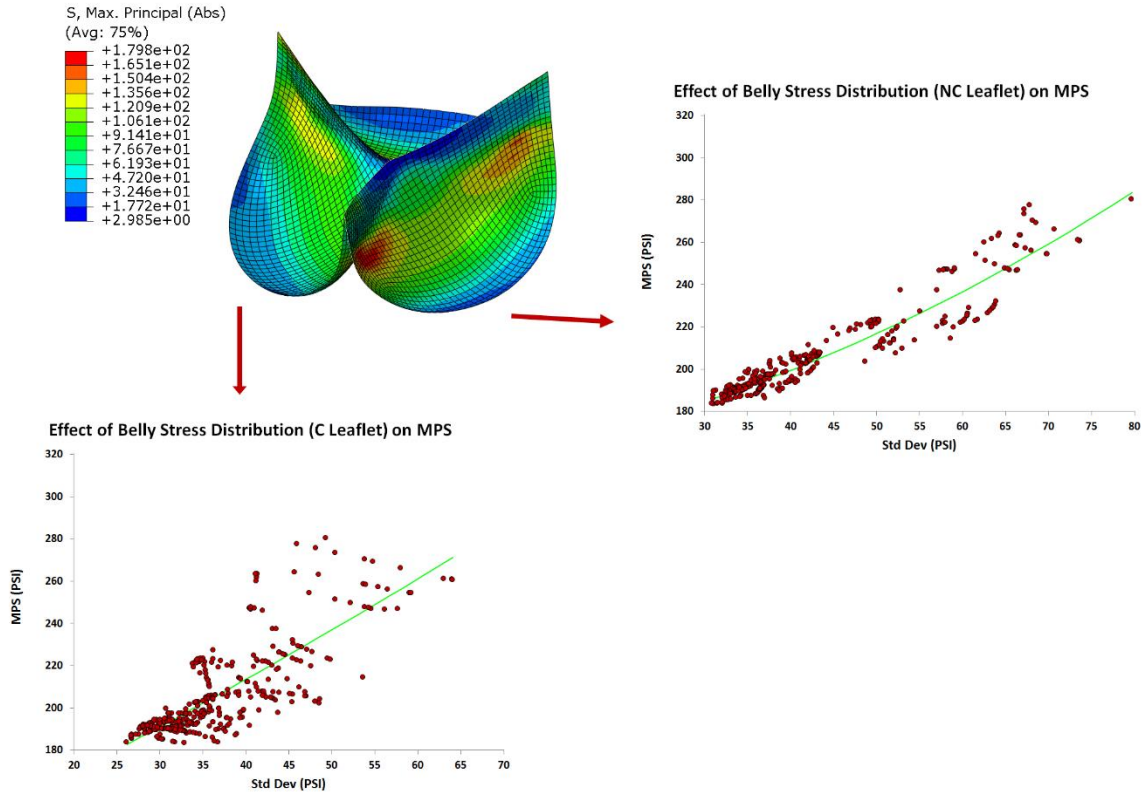 S, Max. Principal (Abs)
(Avg: 75%)
+1.798e+02
+1.651e+02
+1.504e+02
+1.356e+02
+1.209e+02
+1.061e+02
+9.141e+01
+7.667e+01
+6.193e+01
+4.720e+01
+3.246e+01
+1.772e+01
+2.985e+00
Effect of Belly Stress Distribution (NC Leaflet) on MPS
320
300
280
260
240
220
200
180
MPS (PSI)
30 35 40 45 50 55 60 65 70 75 80
Std Dev (PSI)
Effect of Belly Stress Distribution (C Leaflet) on MPS
320
300
280
260
240
220
200
180
MPS (PSI)
20 25 30 35 40 45 50 55 60 65 70
Std Dev (PSI)